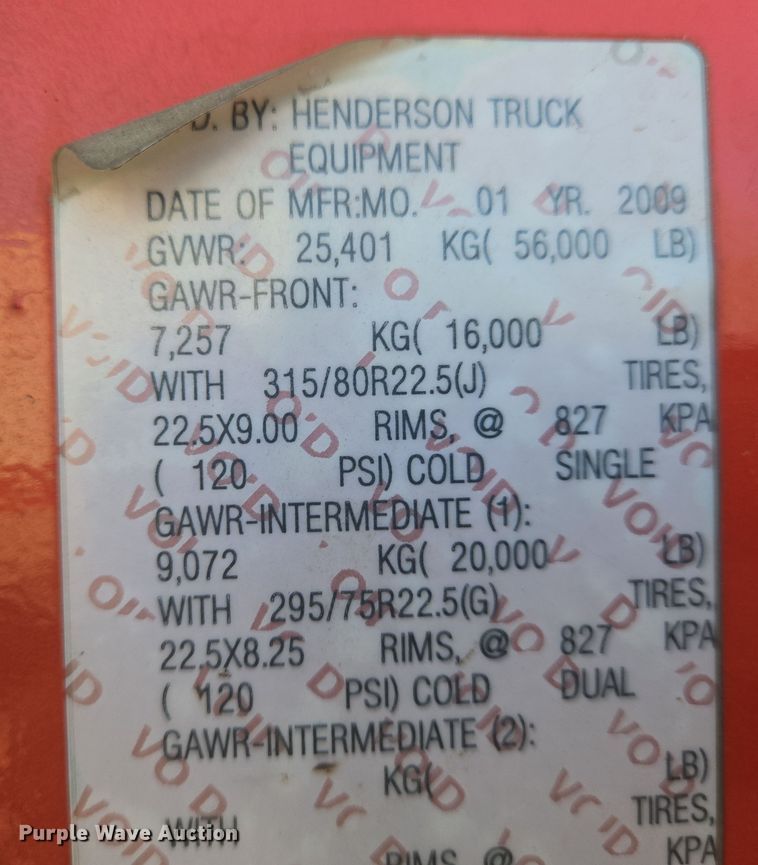 D. BY: HENDERSON TRUCK
EQUIPMENT
DATE OF MFR:MO. 01 YR. 2009
GVWR: 25,401 KG( 56,000 LB)
GAWR-FRONT:
7,257 KG( 16,000 LB)
WITH 315/80R22.5(J) TIRES,
22.5X9.00 RIMS, @ 827 KPA
( 120 PSI) COLD SINGLE
GAWR-INTERMEDIATE (1):
9,072 KG( 20,000 LB)
WITH 295/75R22.5(G) TIRES,
22.5X8.25 RIMS, @ 827 KPA
( 120 PSI) COLD DUAL
GAWR-INTERMEDIATE (2):
KG( LB)
WITH TIRES,
RIMS @ KPA
Purple Wave Auction